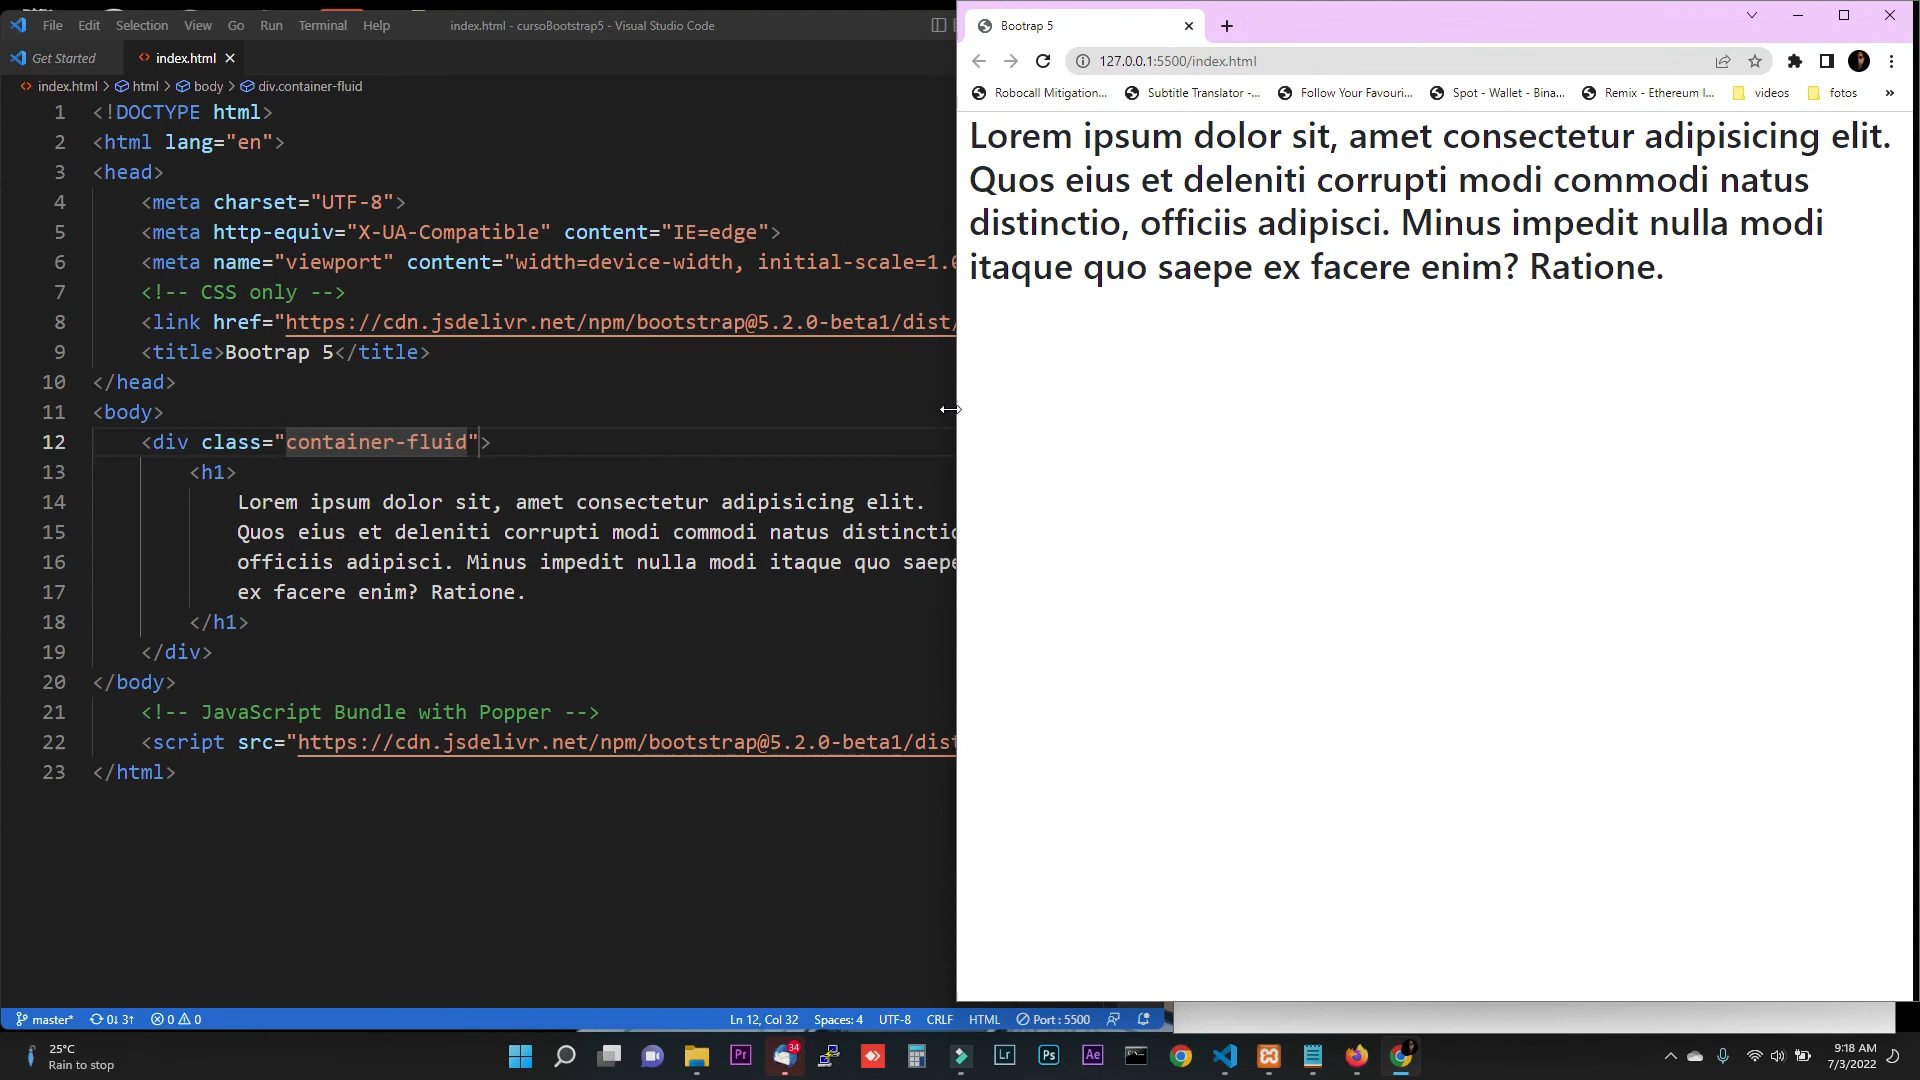 File Edit Selection View Go Run Terminal Help index.html - cursoBootstrap5 - Visual Studio Code
Get Started index.html
index.html > html > body > div.container-fluid
1 <!DOCTYPE html>
2 <html lang="en">
3 <head>
4 <meta charset="UTF-8">
5 <meta http-equiv="X-UA-Compatible" content="IE=edge">
6 <meta name="viewport" content="width=device-width, initial-scale=1.0
7 <!-- CSS only -->
8 <link href="https://cdn.jsdelivr.net/npm/bootstrap@5.2.0-beta1/dist/
9 <title>Bootrap 5</title>
10 </head>
11 <body>
12 <div class="container-fluid">
13 <h1>
14 Lorem ipsum dolor sit, amet consectetur adipisicing elit.
15 Quos eius et deleniti corrupti modi commodi natus distinctio
16 officiis adipisci. Minus impedit nulla modi itaque quo saepe
17 ex facere enim? Ratione.
18 </h1>
19 </div>
20 </body>
21 <!-- JavaScript Bundle with Popper -->
22 <script src="https://cdn.jsdelivr.net/npm/bootstrap@5.2.0-beta1/dist
23 </html>
master* 0↓ 3↑ 0 0 Ln 12, Col 32 Spaces: 4 UTF-8 CRLF HTML Port : 5500
Bootrap 5
127.0.0.1:5500/index.html
Robocall Mitigation... Subtitle Translator -... Follow Your Favouri... Spot - Wallet - Bina... Remix - Ethereum I... videos fotos »
Lorem ipsum dolor sit, amet consectetur adipisicing elit.
Quos eius et deleniti corrupti modi commodi natus
distinctio, officiis adipisci. Minus impedit nulla modi
itaque quo saepe ex facere enim? Ratione.
25°C
Rain to stop
Pr 34 Lr Ps Ae
9:18 AM
7/3/2022